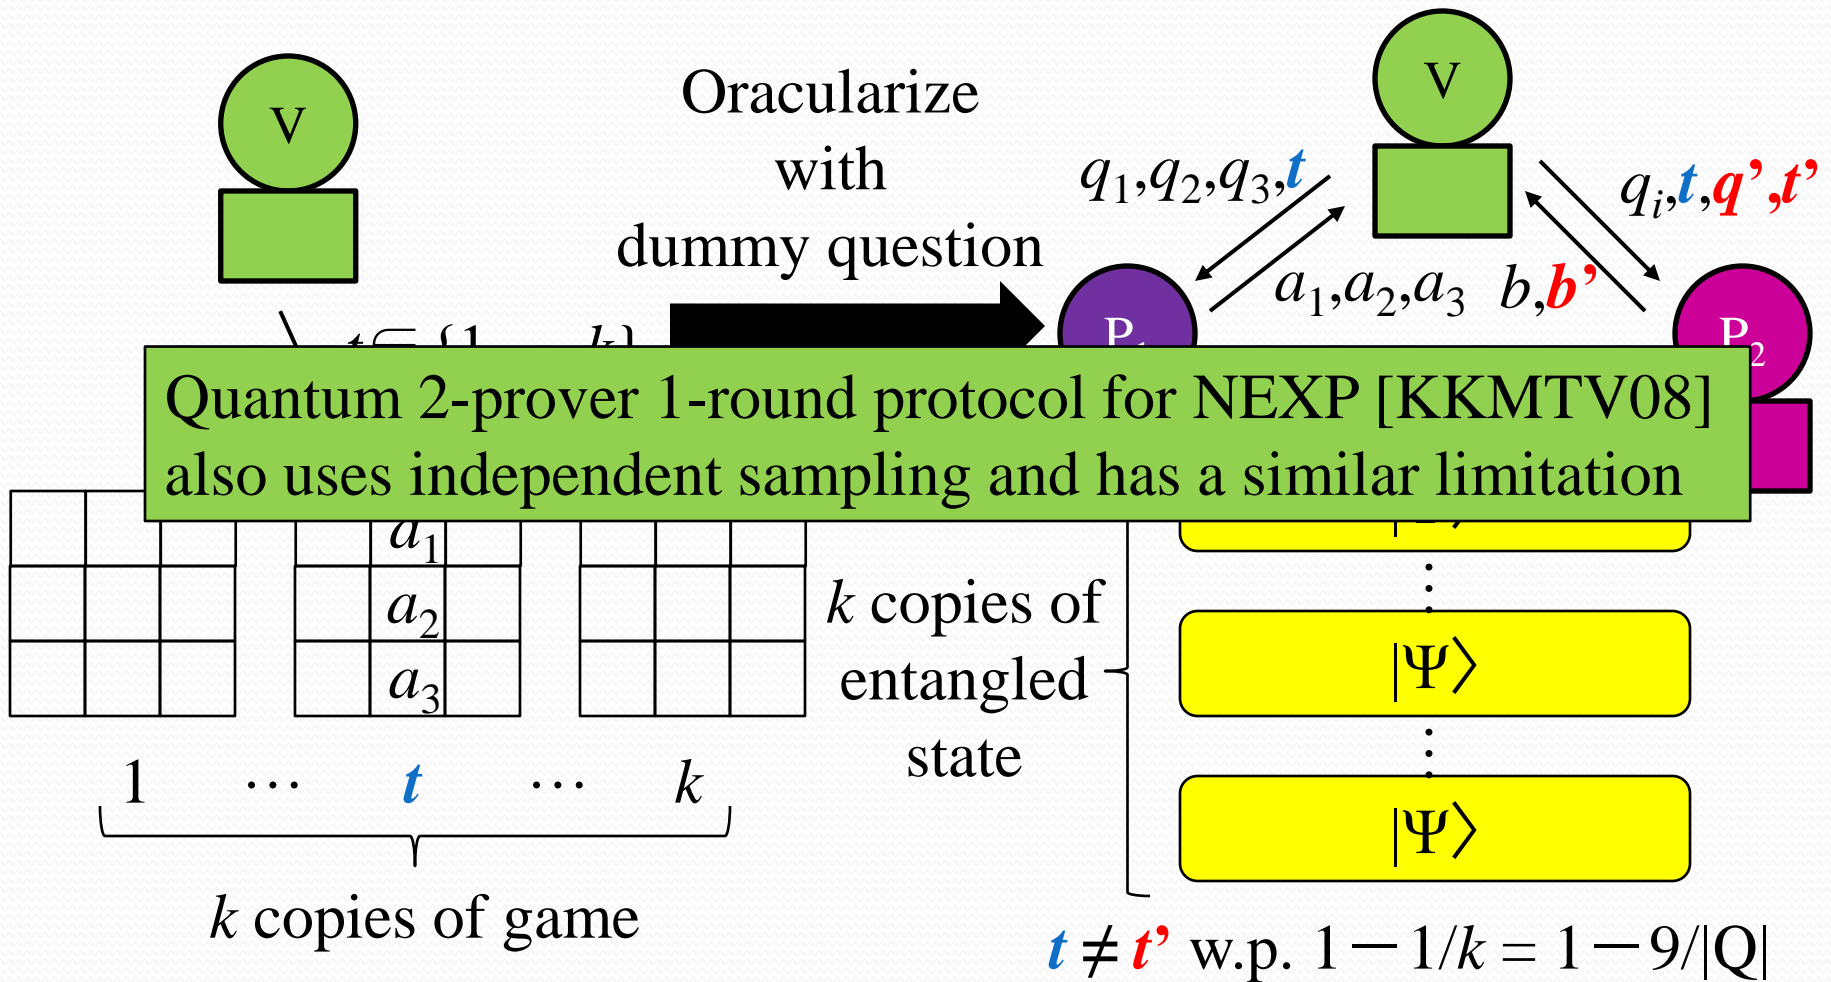 V
Oracularize
with
dummy question
V
q₁,q₂,q₃,t
qᵢ,t,q’,t’
a₁,a₂,a₃
b,b’
P₂
Quantum 2-prover 1-round protocol for NEXP [KKMTV08]
also uses independent sampling and has a similar limitation
a₁
a₂
a₃
1 ⋯ t ⋯ k
k copies of game
k copies of
entangled
state
|Ψ〉
|Ψ〉
t ≠ t’ w.p. 1－1/k = 1－9/|Q|